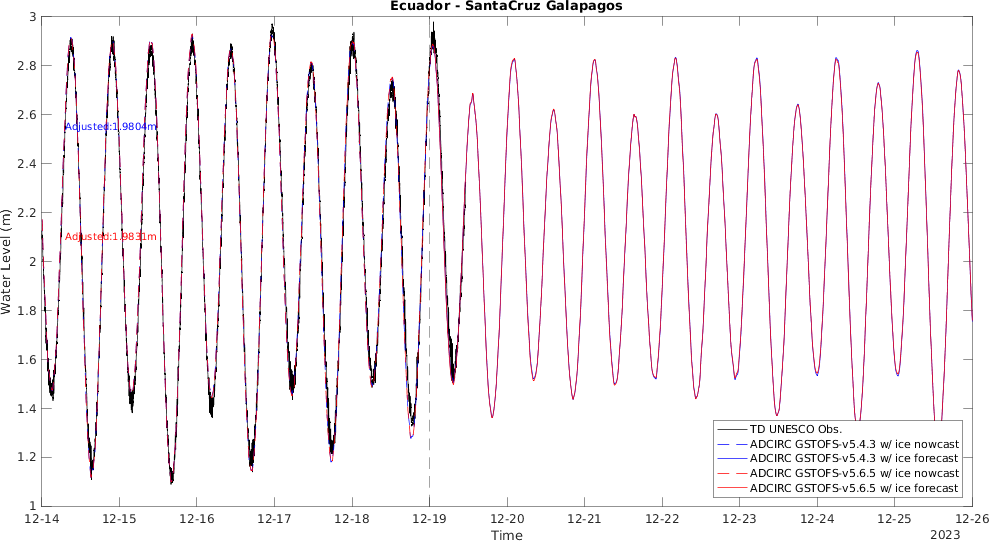 Ecuador - SantaCruz Galapagos
3
2.8
2.6
2.4
2.2
2
1.8
1.6
1.4
1.2
1
Water Level (m)
Adjusted:1.9804m
Adjusted:1.9831m
TD UNESCO Obs.
ADCIRC GSTOFS-v5.4.3 w/ ice nowcast
ADCIRC GSTOFS-v5.4.3 w/ ice forecast
ADCIRC GSTOFS-v5.6.5 w/ ice nowcast
ADCIRC GSTOFS-v5.6.5 w/ ice forecast
12-14 12-15 12-16 12-17 12-18 12-19 12-20 12-21 12-22 12-23 12-24 12-25 12-26
Time
2023